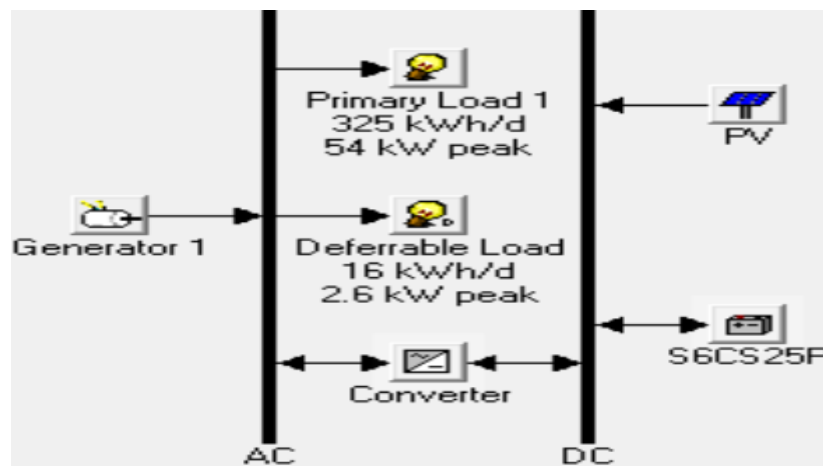 Primary Load 1
325 kWh/d
54 kW peak
PV
Generator 1
Deferrable Load
16 kWh/d
2.6 kW peak
S6CS25P
Converter
AC
DC